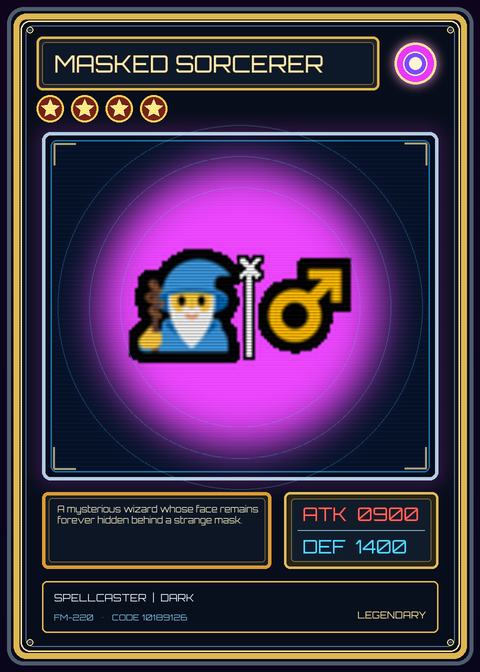 MASKED SORCERER
A mysterious wizard whose face remains
forever hidden behind a strange mask.
ATK 0900
DEF 1400
SPELLCASTER | DARK
FM-220 · CODE 10189126
LEGENDARY